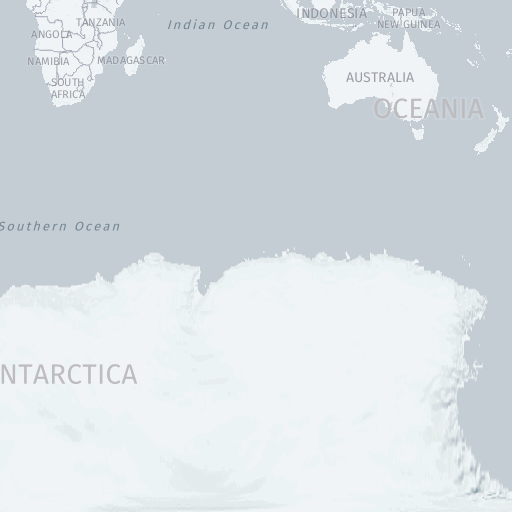 Indian Ocean
INDONESIA
PAPUA
NEW GUINEA
TANZANIA
ANGOLA
NAMIBIA
MADAGASCAR
SOUTH
AFRICA
AUSTRALIA
OCEANIA
Southern Ocean
NTARCTICA